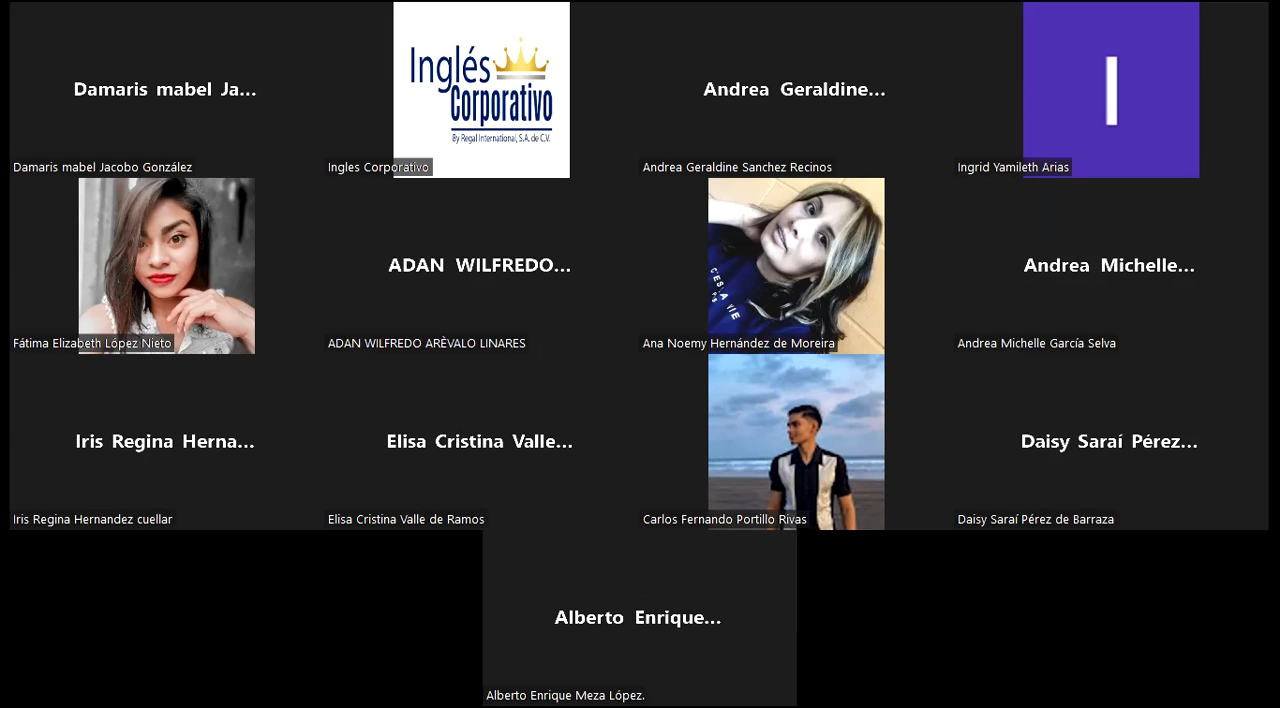 Damaris mabel Ja...
Damaris mabel Jacobo González
Inglés
Corporativo
By Regal International, S.A. de C.V.
Ingles Corporativo
Andrea Geraldine...
Andrea Geraldine Sanchez Recinos
I
Ingrid Yamileth Arias
Fátima Elizabeth López Nieto
ADAN WILFREDO...
ADAN WILFREDO ARÈVALO LINARES
C'EST LA VIE
Ana Noemy Hernández de Moreira
Andrea Michelle...
Andrea Michelle García Selva
Iris Regina Herna...
Iris Regina Hernandez cuellar
Elisa Cristina Valle...
Elisa Cristina Valle de Ramos
Carlos Fernando Portillo Rivas
Daisy Saraí Pérez...
Daisy Saraí Pérez de Barraza
Alberto Enrique...
Alberto Enrique Meza López.